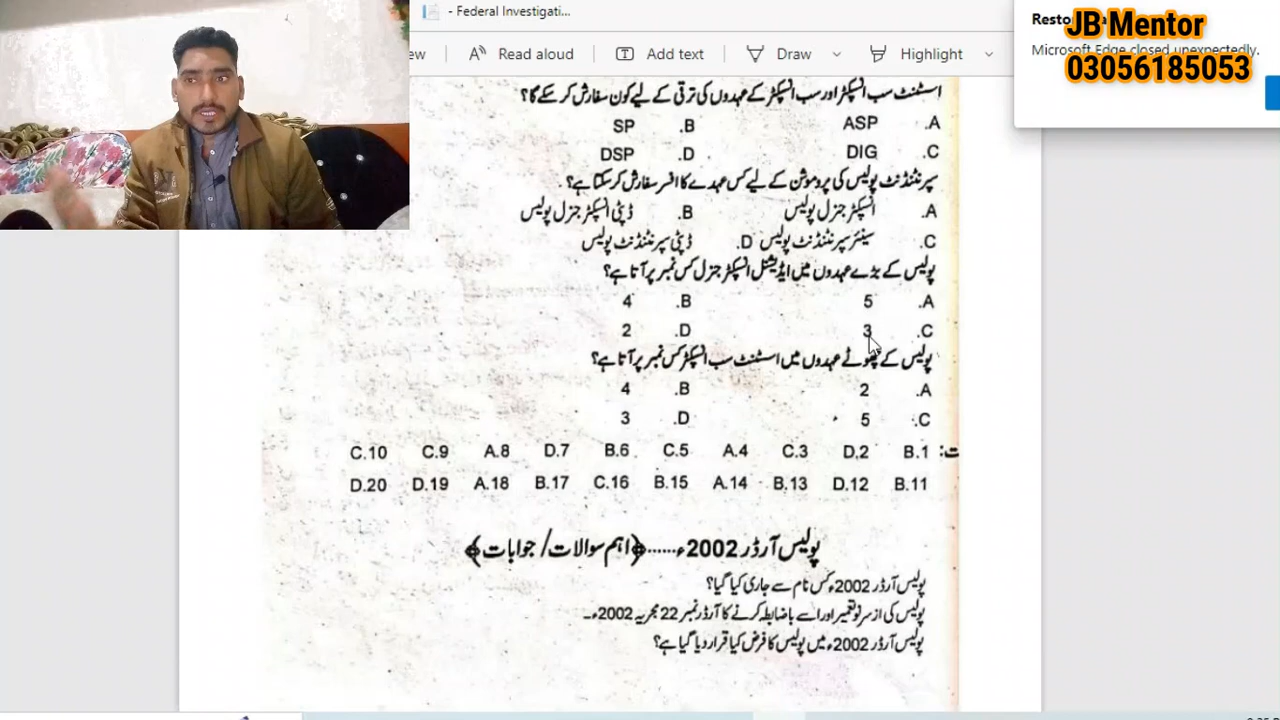 - Federal Investigati...
JB Mentor
Microsoft Edge closed unexpectedly.
03056185053
Read aloud
Add text
Draw
Highlight
اسٹنٹ سب انسپکٹر اور سب انسپکٹر کے عہدوں کی ترقی کے لیے کون سفارش کر سکے گا؟
A. ASP B. SP
C. DIG D. DSP
سپرنٹنڈنٹ پولیس کی پروموشن کے لیے کس عہدے کا افسر سفارش کر سکتا ہے؟
A. انسپکٹر جنرل پولیس B. ڈپٹی انسپکٹر جنرل پولیس
C. سینئر سپرنٹنڈنٹ پولیس D. ڈپٹی سپرنٹنڈنٹ پولیس
پولیس کے بڑے عہدوں میں ایڈیشنل انسپکٹر جنرل کس نمبر پر آتا ہے؟
A. 5 B. 4
C. 3 D. 2
پولیس کے چھوٹے عہدوں میں اسسٹنٹ سب انسپکٹر کس نمبر پر آتا ہے؟
A. 2 B. 4
C. 5 D. 3
B.1 D.2 C.3 A.4 C.5 B.6 D.7 A.8 C.9 C.10
B.11 D.12 B.13 A.14 B.15 C.16 B.17 A.18 D.19 D.20
پولیس آرڈر 2002ء......﴿اہم سوالات/جوابات﴾
پولیس آرڈر 2002ء کس نام سے جاری کیا گیا؟
پولیس کی از سر نو تعمیر اور اسے باضابطہ کرنے کا آرڈر نمبر 22 مجریہ 2002ء۔
پولیس آرڈر 2002ء میں پولیس کا فرض کیا قرار دیا گیا ہے؟